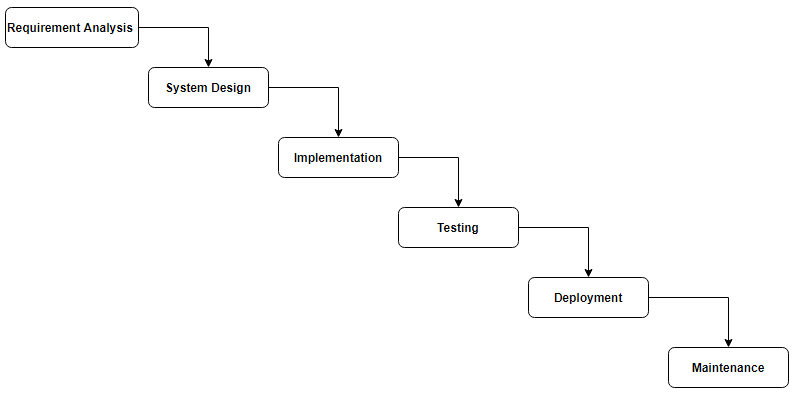 Requirement Analysis
System Design
Implementation
Testing
Deployment
Maintenance